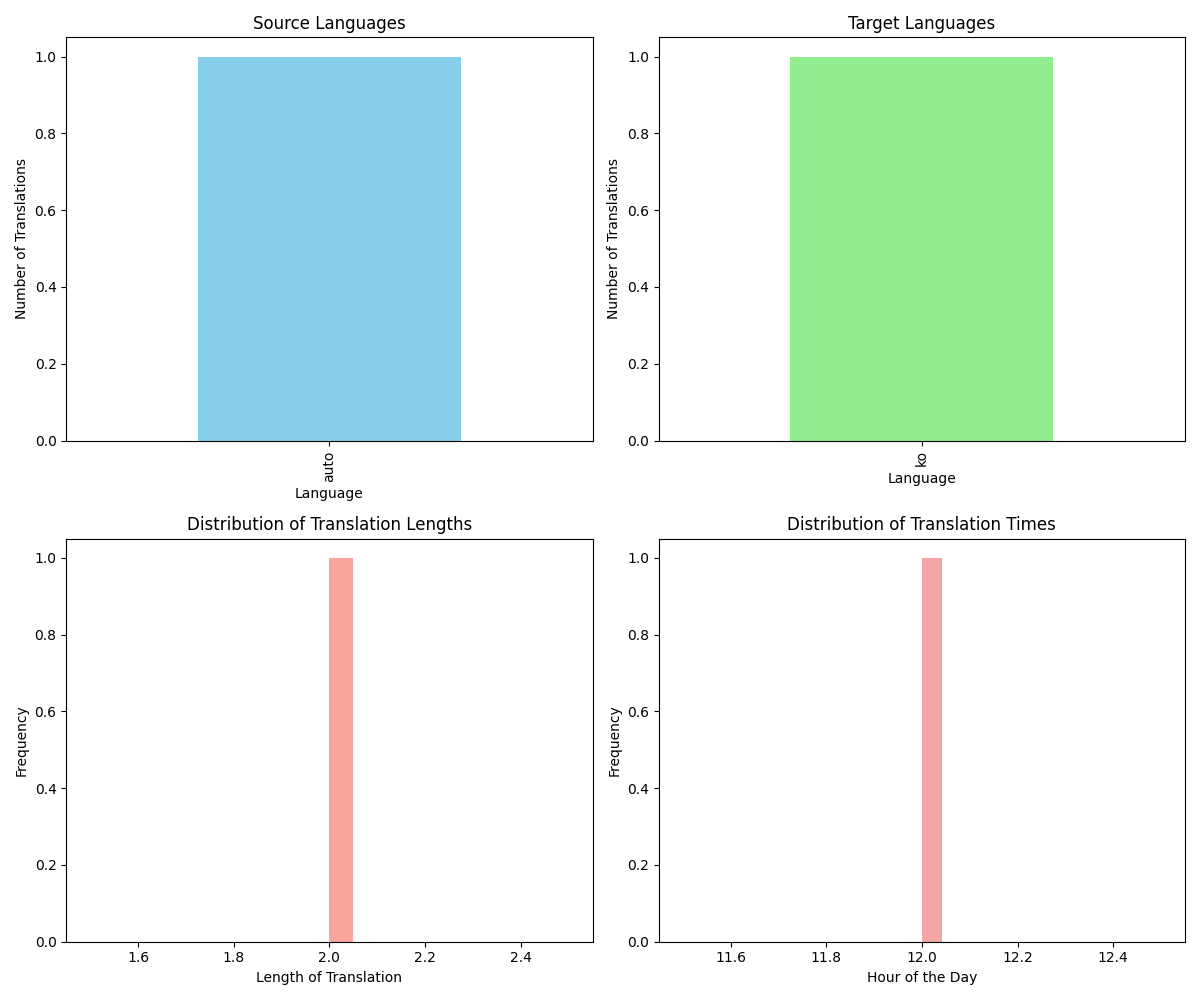 Source Languages
Number of Translations
1.0
0.8
0.6
0.4
0.2
0.0
auto
Language
Target Languages
Number of Translations
1.0
0.8
0.6
0.4
0.2
0.0
ko
Language
Distribution of Translation Lengths
Frequency
1.0
0.8
0.6
0.4
0.2
0.0
1.6 1.8 2.0 2.2 2.4
Length of Translation
Distribution of Translation Times
Frequency
1.0
0.8
0.6
0.4
0.2
0.0
11.6 11.8 12.0 12.2 12.4
Hour of the Day